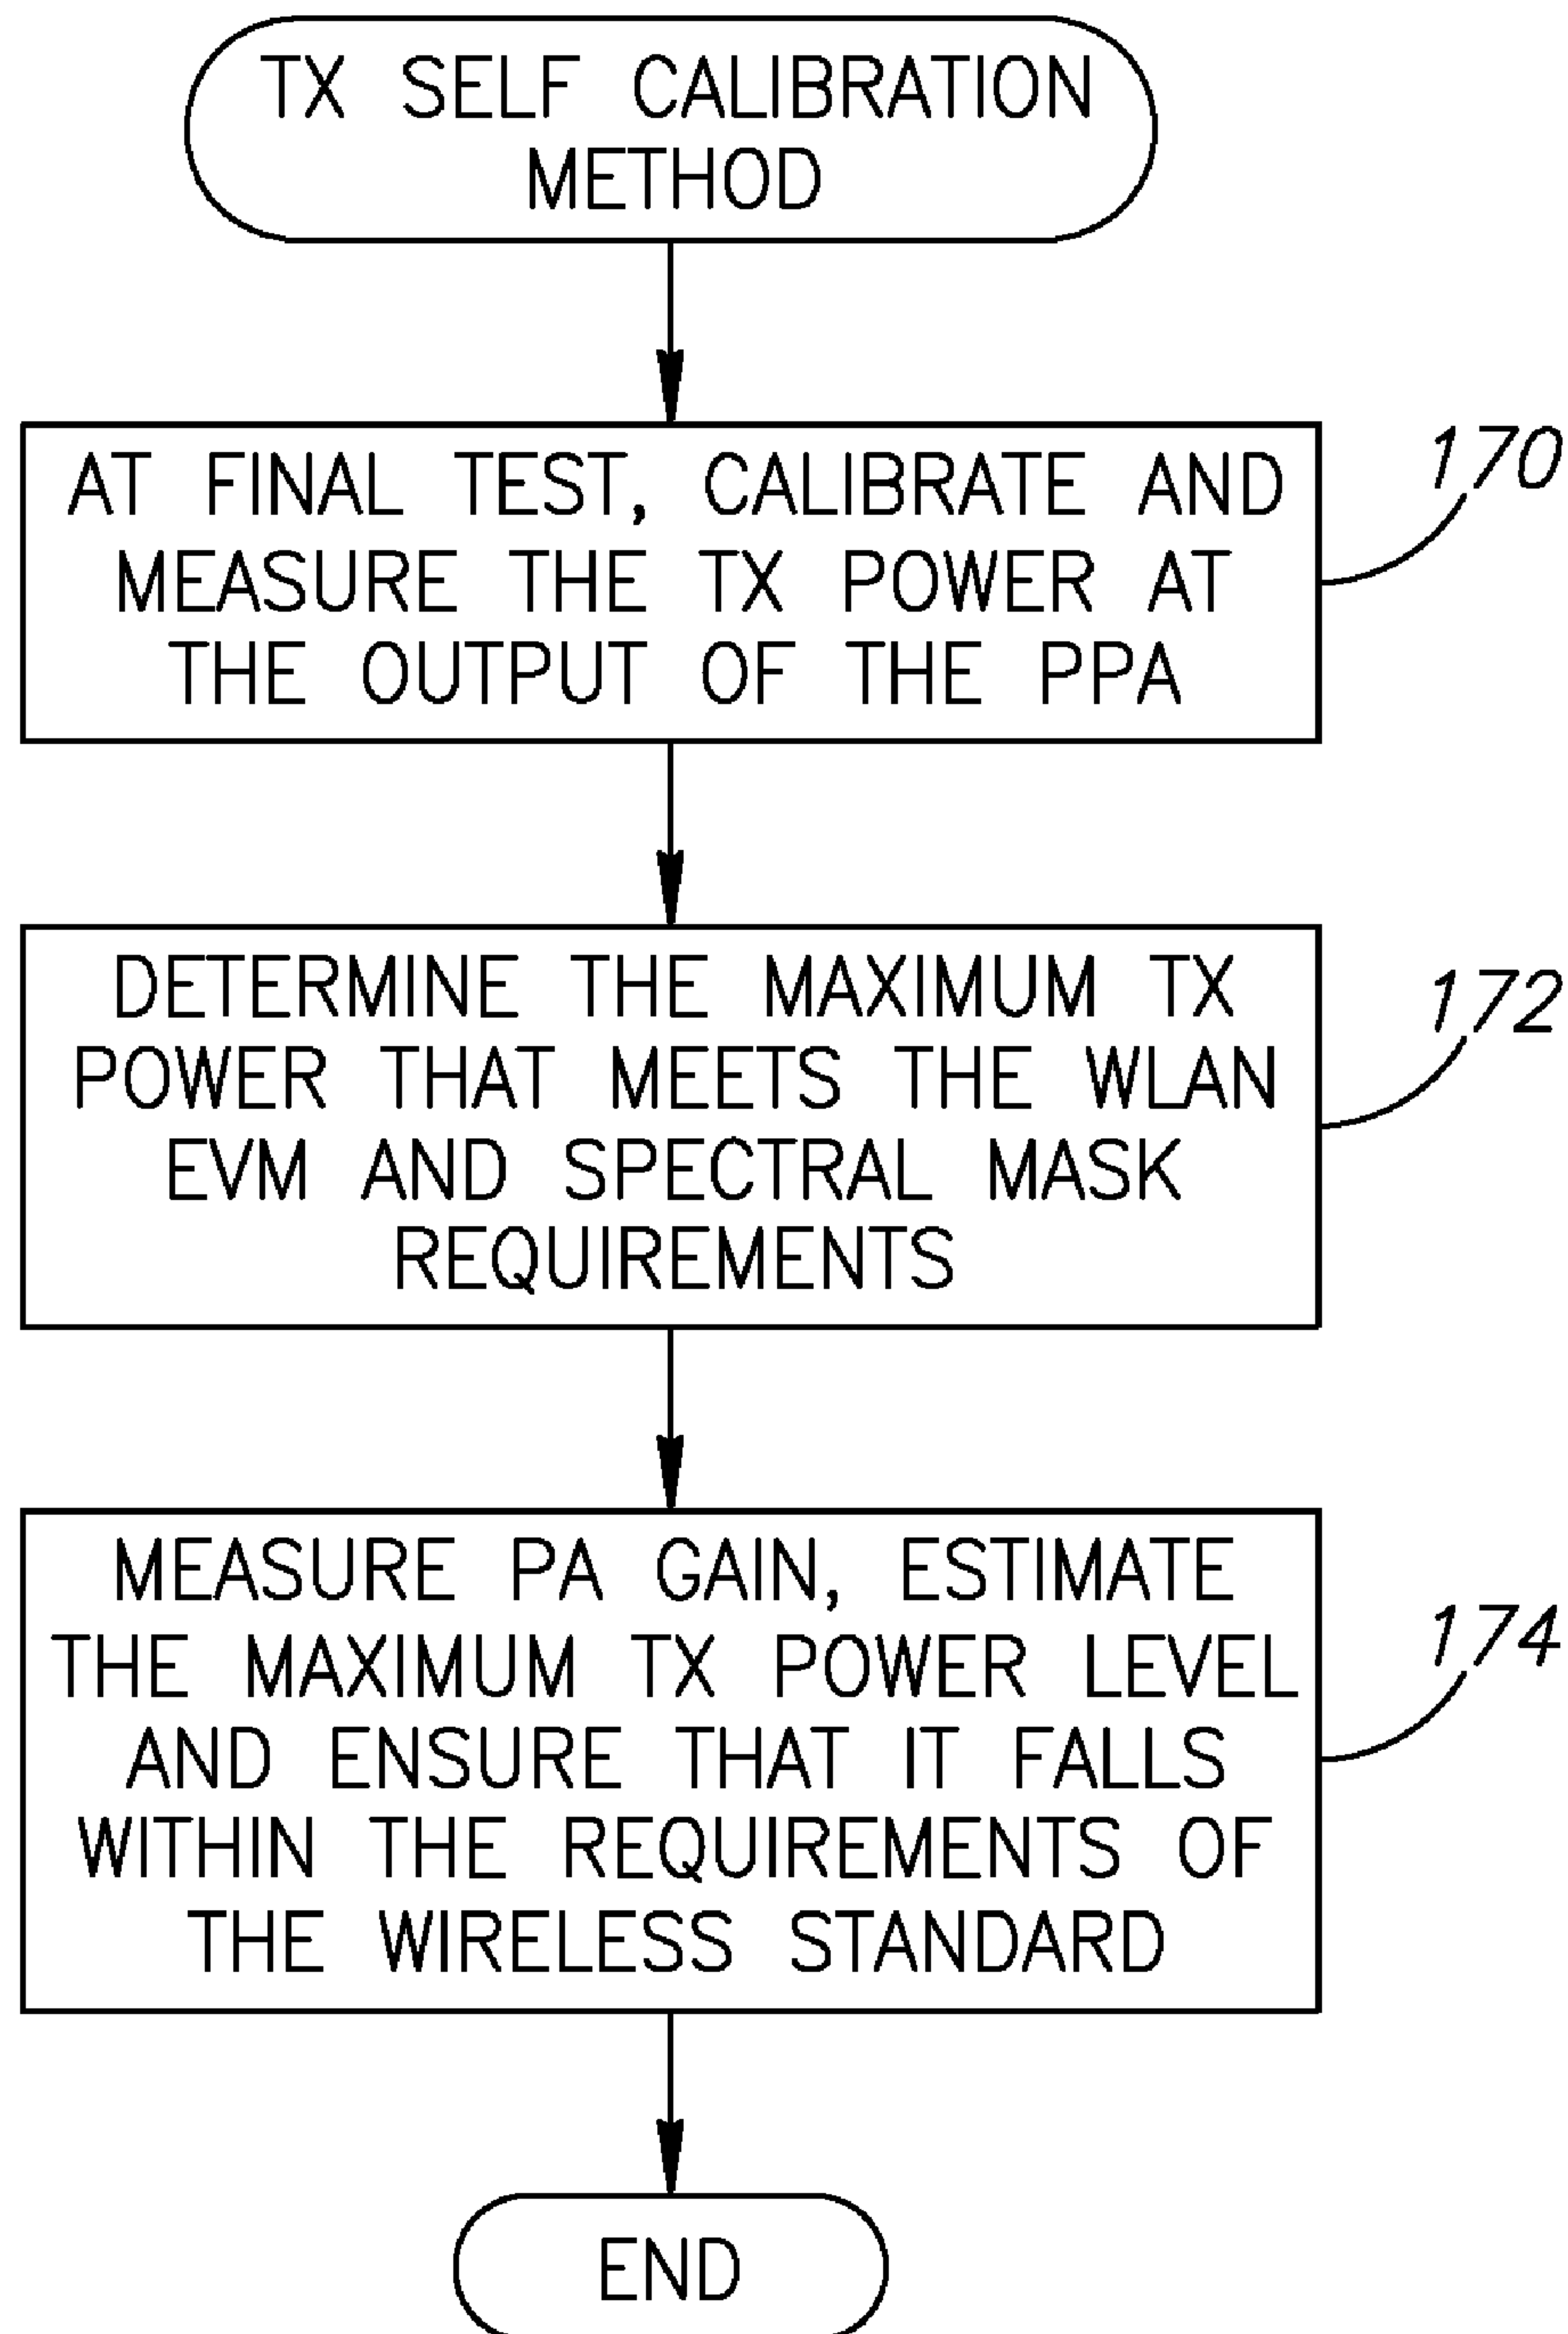 TX SELF CALIBRATION
METHOD
AT FINAL TEST, CALIBRATE AND
MEASURE THE TX POWER AT
THE OUTPUT OF THE PPA
170
DETERMINE THE MAXIMUM TX
POWER THAT MEETS THE WLAN
EVM AND SPECTRAL MASK
REQUIREMENTS
172
MEASURE PA GAIN, ESTIMATE
THE MAXIMUM TX POWER LEVEL
AND ENSURE THAT IT FALLS
WITHIN THE REQUIREMENTS OF
THE WIRELESS STANDARD
174
END